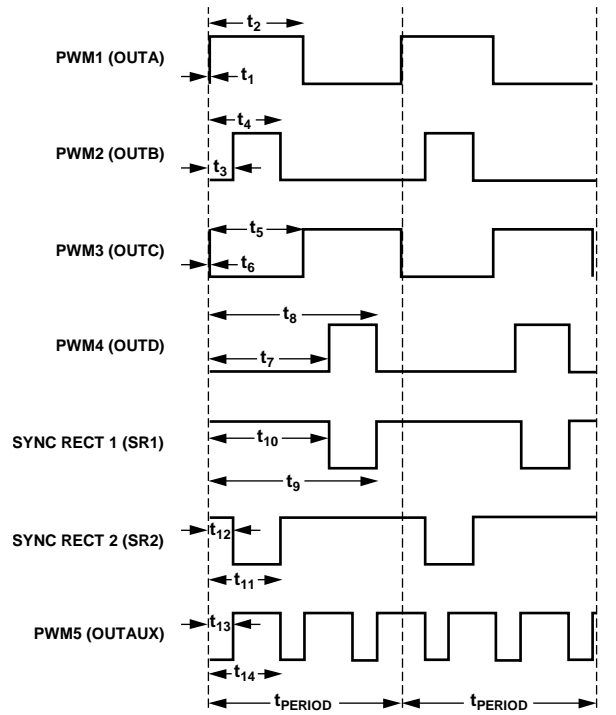 t2
PWM1 (OUTA)
t1
t4
PWM2 (OUTB)
t3
t5
PWM3 (OUTC)
t6
t8
PWM4 (OUTD)
t7
t10
SYNC RECT 1 (SR1)
t9
t12
SYNC RECT 2 (SR2)
t11
t13
PWM5 (OUTAUX)
t14
tPERIOD tPERIOD